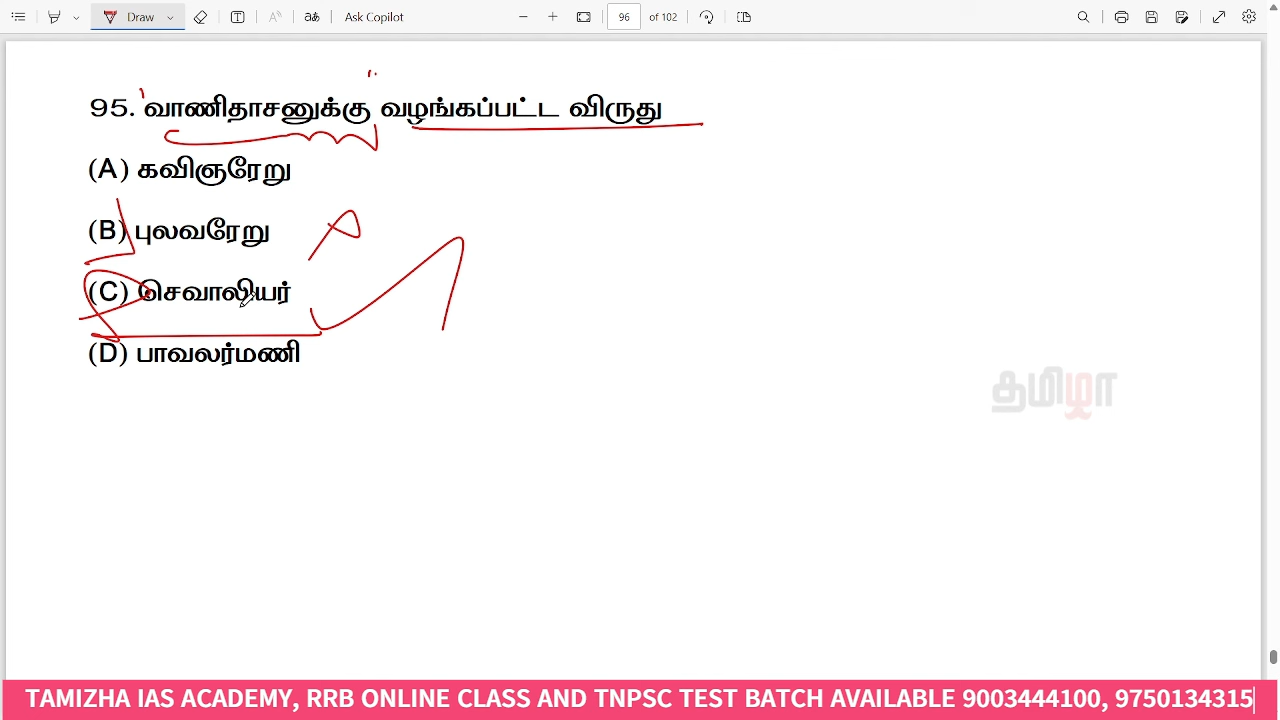 Draw
Ask Copilot
96 of 102
95. வாணிதாசனுக்கு வழங்கப்பட்ட விருது
(A) கவிஞரேறு
(B) புலவரேறு
(C) செவாலியர்
(D) பாவலர்மணி
தமிழா
TAMIZHA IAS ACADEMY, RRB ONLINE CLASS AND TNPSC TEST BATCH AVAILABLE 9003444100, 9750134315